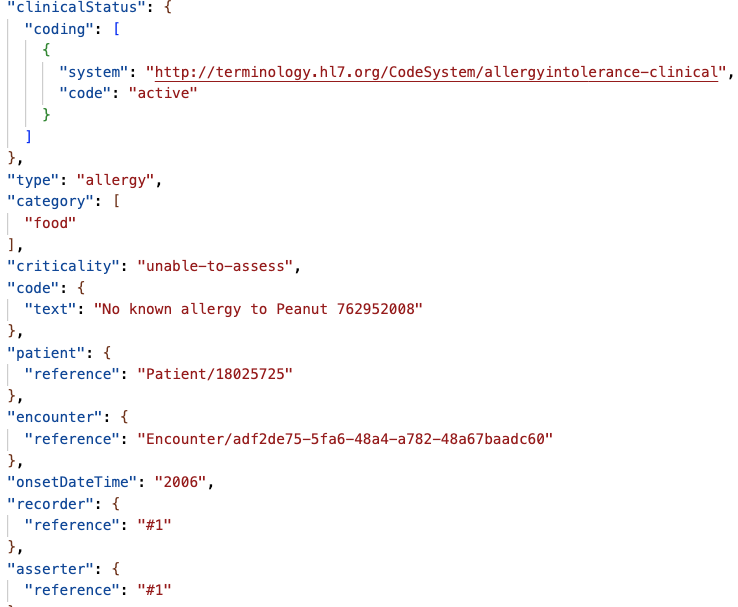 "clinicalStatus": {
"coding": [
{
"system": "http://terminology.hl7.org/CodeSystem/allergyintolerance-clinical",
"code": "active"
}
]
},
"type": "allergy",
"category": [
"food"
],
"criticality": "unable-to-assess",
"code": {
"text": "No known allergy to Peanut 762952008"
},
"patient": {
"reference": "Patient/18025725"
},
"encounter": {
"reference": "Encounter/adf2de75-5fa6-48a4-a782-48a67baadc60"
},
"onsetDateTime": "2006",
"recorder": {
"reference": "#1"
},
"asserter": {
"reference": "#1"